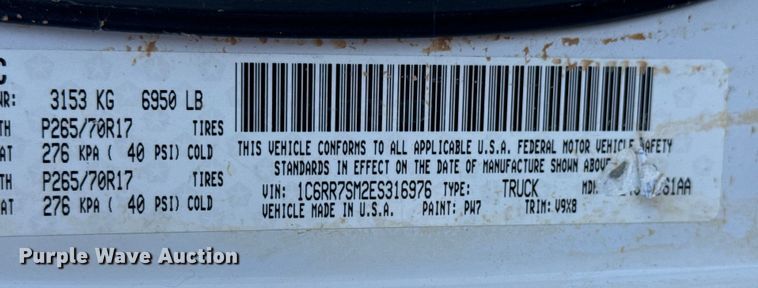 C
WR: 3153 KG 6950 LB
TH P265/70R17 TIRES
AT 276 KPA ( 40 PSI) COLD
TH P265/70R17 TIRES
AT 276 KPA ( 40 PSI) COLD
THIS VEHICLE CONFORMS TO ALL APPLICABLE U.S.A. FEDERAL MOTOR VEHICLE SAFETY
STANDARDS IN EFFECT ON THE DATE OF MANUFACTURE SHOWN ABOVE
VIN: 1C6RR7SM2ES316976 TYPE: TRUCK
VEHICLE MADE IN U.S.A. PAINT: PW7 TRIM: V9X8
Purple Wave Auction